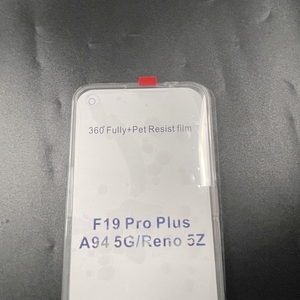 360°Fully+Pet Resist film
F19 Pro Plus
A94 5G/Reno 5Z